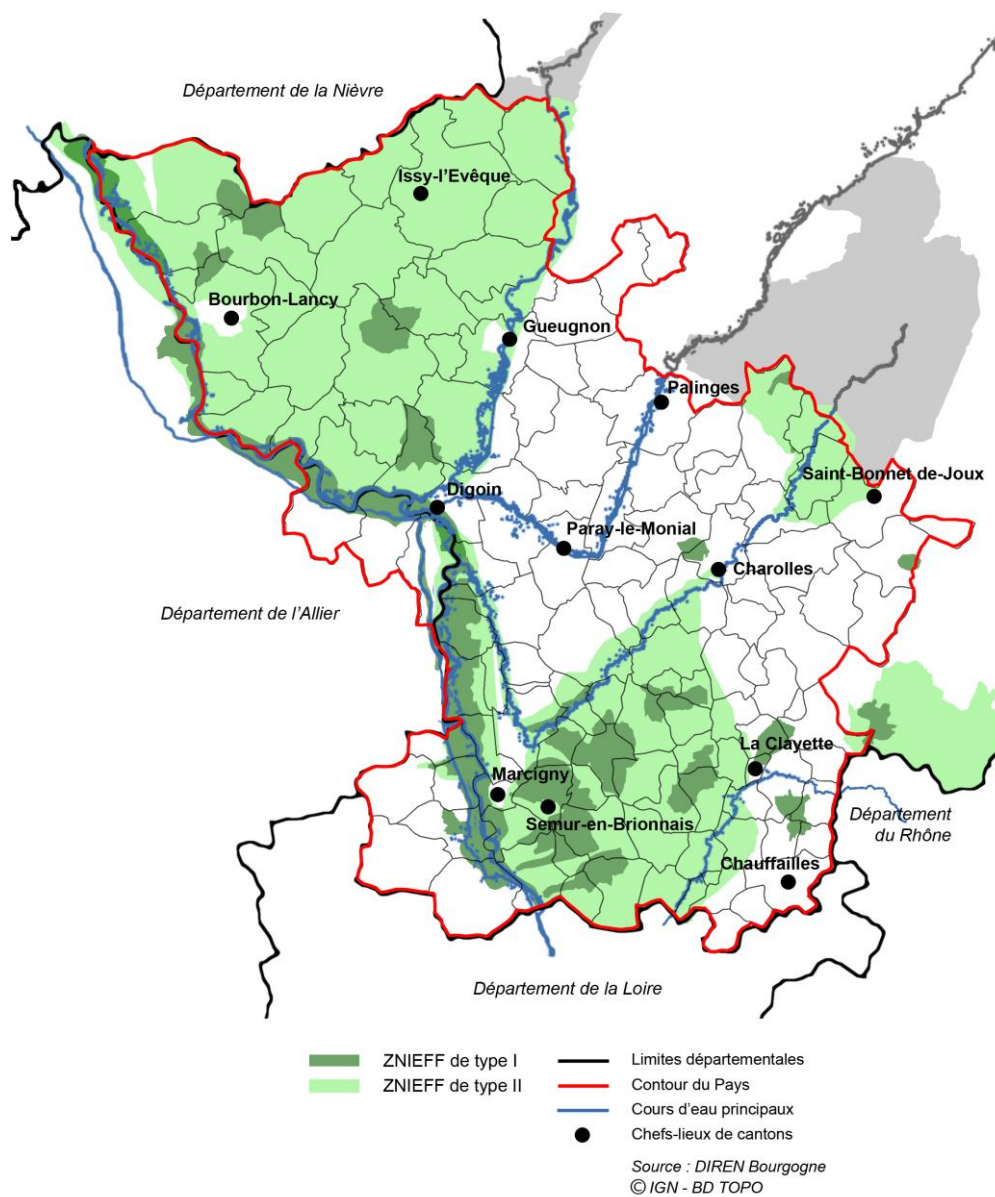 Département de la Nièvre
Issy-l'Evêque
Bourbon-Lancy
Gueugnon
Palinges
Saint-Bonnet de-Joux
Digoin
Paray-le-Monial
Charolles
Département de l'Allier
La Clayette
Marcigny
Semur-en-Brionnais
Département
du Rhône
Chauffailles
Département de la Loire
ZNIEFF de type I
ZNIEFF de type II
Limites départementales
Contour du Pays
Cours d'eau principaux
Chefs-lieux de cantons
Source : DIREN Bourgogne
© IGN - BD TOPO